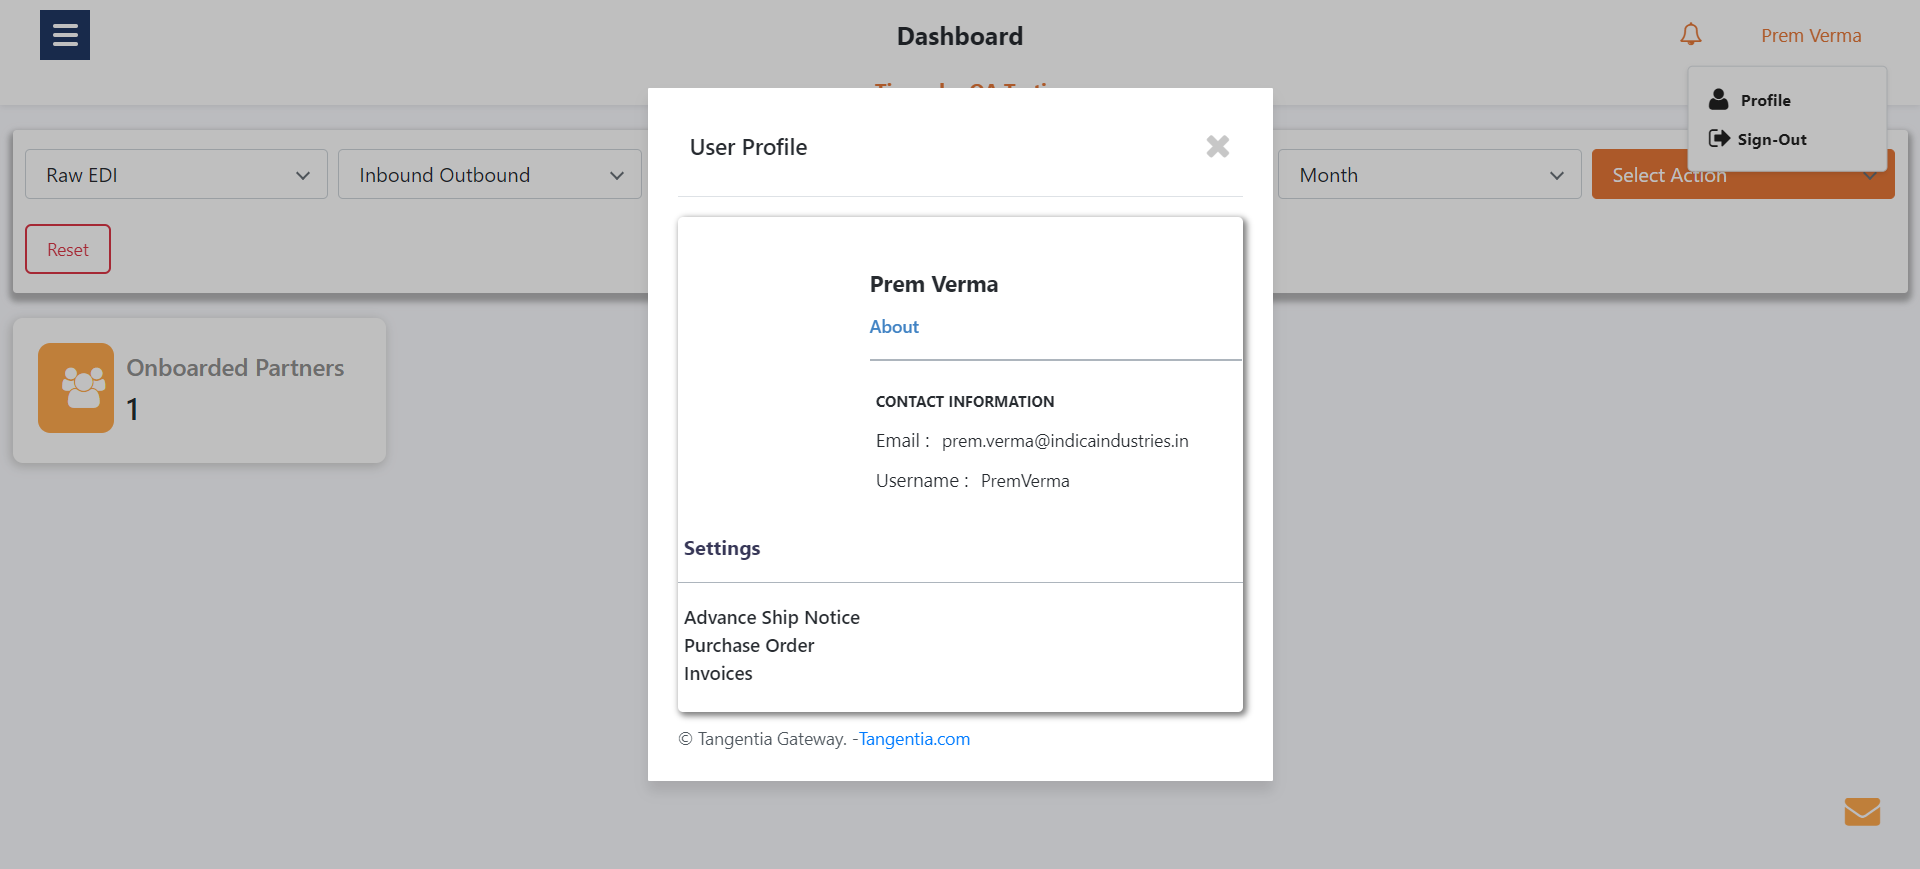 Dashboard
Prem Verma
Profile
Sign-Out
Raw EDI
Inbound Outbound
Month
Select Action
Reset
Onboarded Partners
1
User Profile
Prem Verma
About
CONTACT INFORMATION
Email : prem.verma@indicaindustries.in
Username : PremVerma
Settings
Advance Ship Notice
Purchase Order
Invoices
© Tangentia Gateway. -Tangentia.com